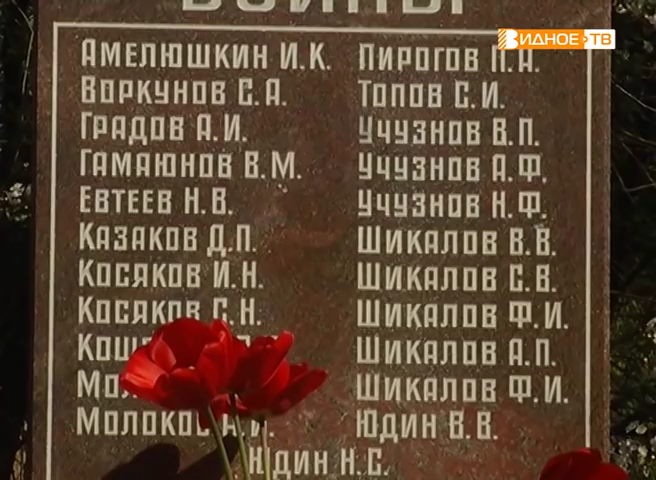 ВИДНОЕ ТВ
АМЕЛЮШКИН И.К.
ВОРКУНОВ С.А.
ГРАДОВ А.И.
ГАМАЮНОВ В.М.
ЕВТЕЕВ Н.В.
КАЗАКОВ Д.П.
КОСЯКОВ И.Н.
КОСЯКОВ С.Н.
МОЛОКОВ
ПИРОГОВ П.А.
ТОПОВ С.И.
УЧУЗНОВ В.П.
УЧУЗНОВ А.Ф.
УЧУЗНОВ Н.Ф.
ШИКАЛОВ В.В.
ШИКАЛОВ С.В.
ШИКАЛОВ Ф.И.
ШИКАЛОВ А.П.
ШИКАЛОВ Ф.И.
ЮДИН В.В.
ЮДИН Н.С.